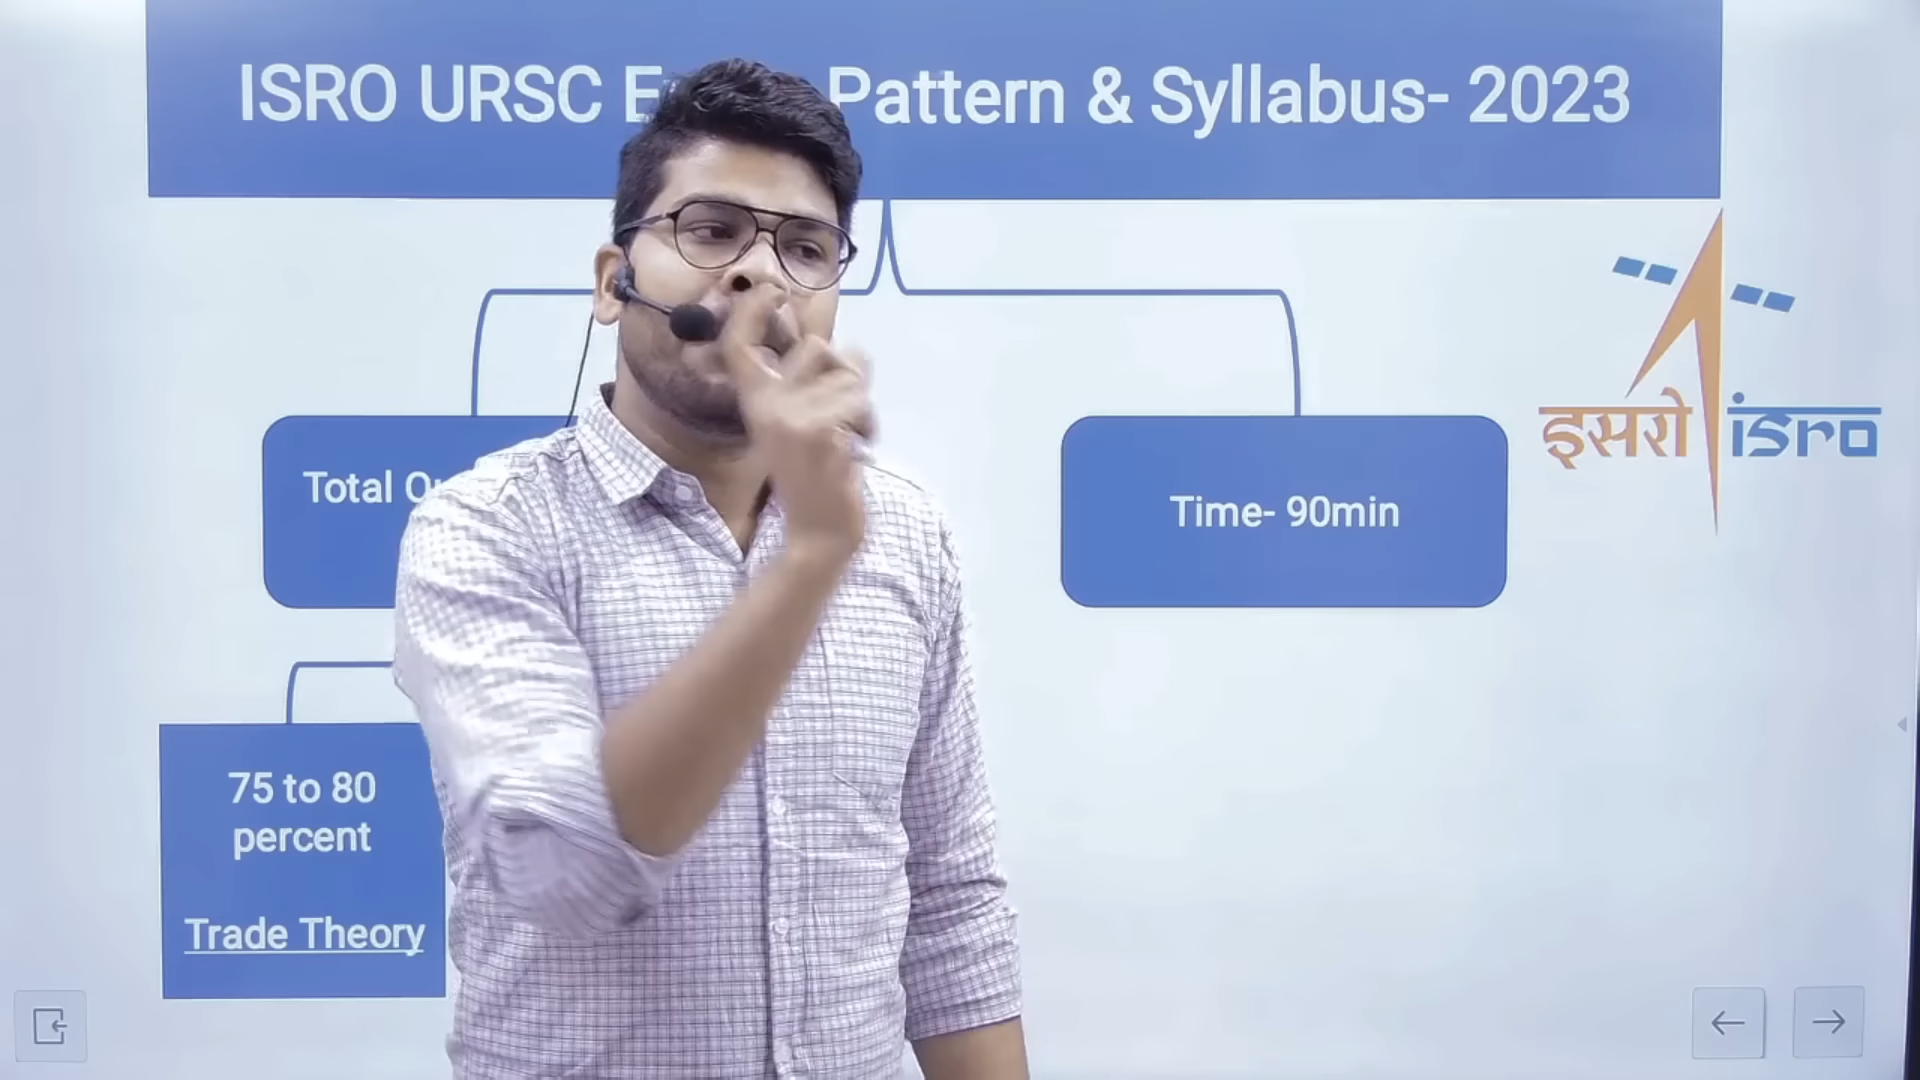 ISRO URSC Pattern & Syllabus- 2023
इसरो isro
Total
Time- 90min
75 to 80
percent
Trade Theory